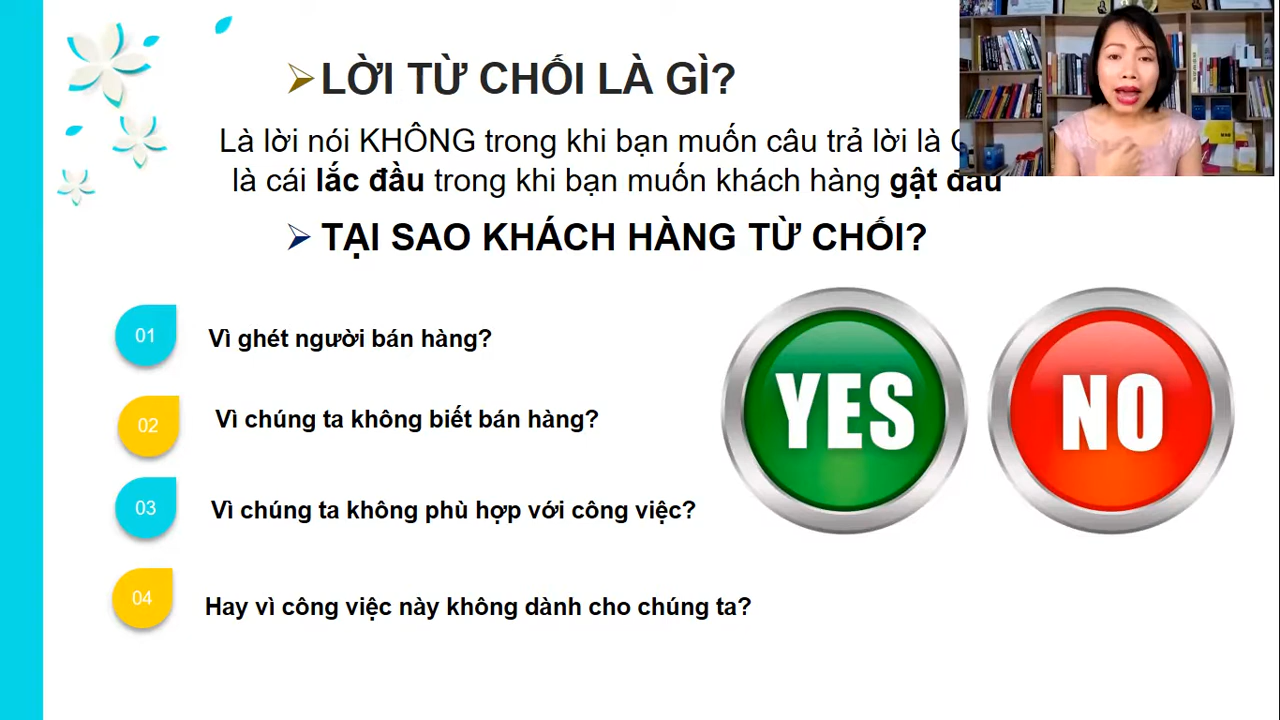 LỜI TỪ CHỐI LÀ GÌ?
Là lời nói KHÔNG trong khi bạn muốn câu trả lời là
là cái lắc đầu trong khi bạn muốn khách hàng gật đầu
TẠI SAO KHÁCH HÀNG TỪ CHỐI?
01 Vì ghét người bán hàng?
02 Vì chúng ta không biết bán hàng?
03 Vì chúng ta không phù hợp với công việc?
04 Hay vì công việc này không dành cho chúng ta?
YES NO